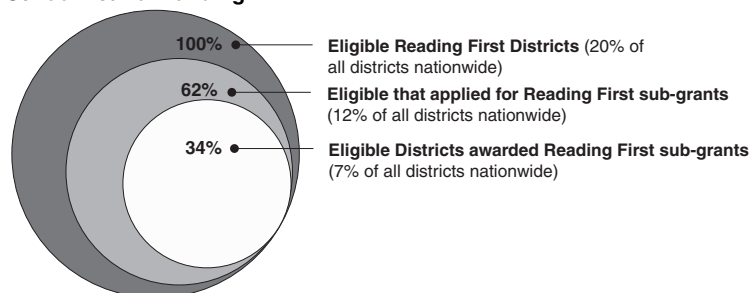 100%
Eligible Reading First Districts (20% of
all districts nationwide)
62%
Eligible that applied for Reading First sub-grants
(12% of all districts nationwide)
34%
Eligible Districts awarded Reading First sub-grants
(7% of all districts nationwide)